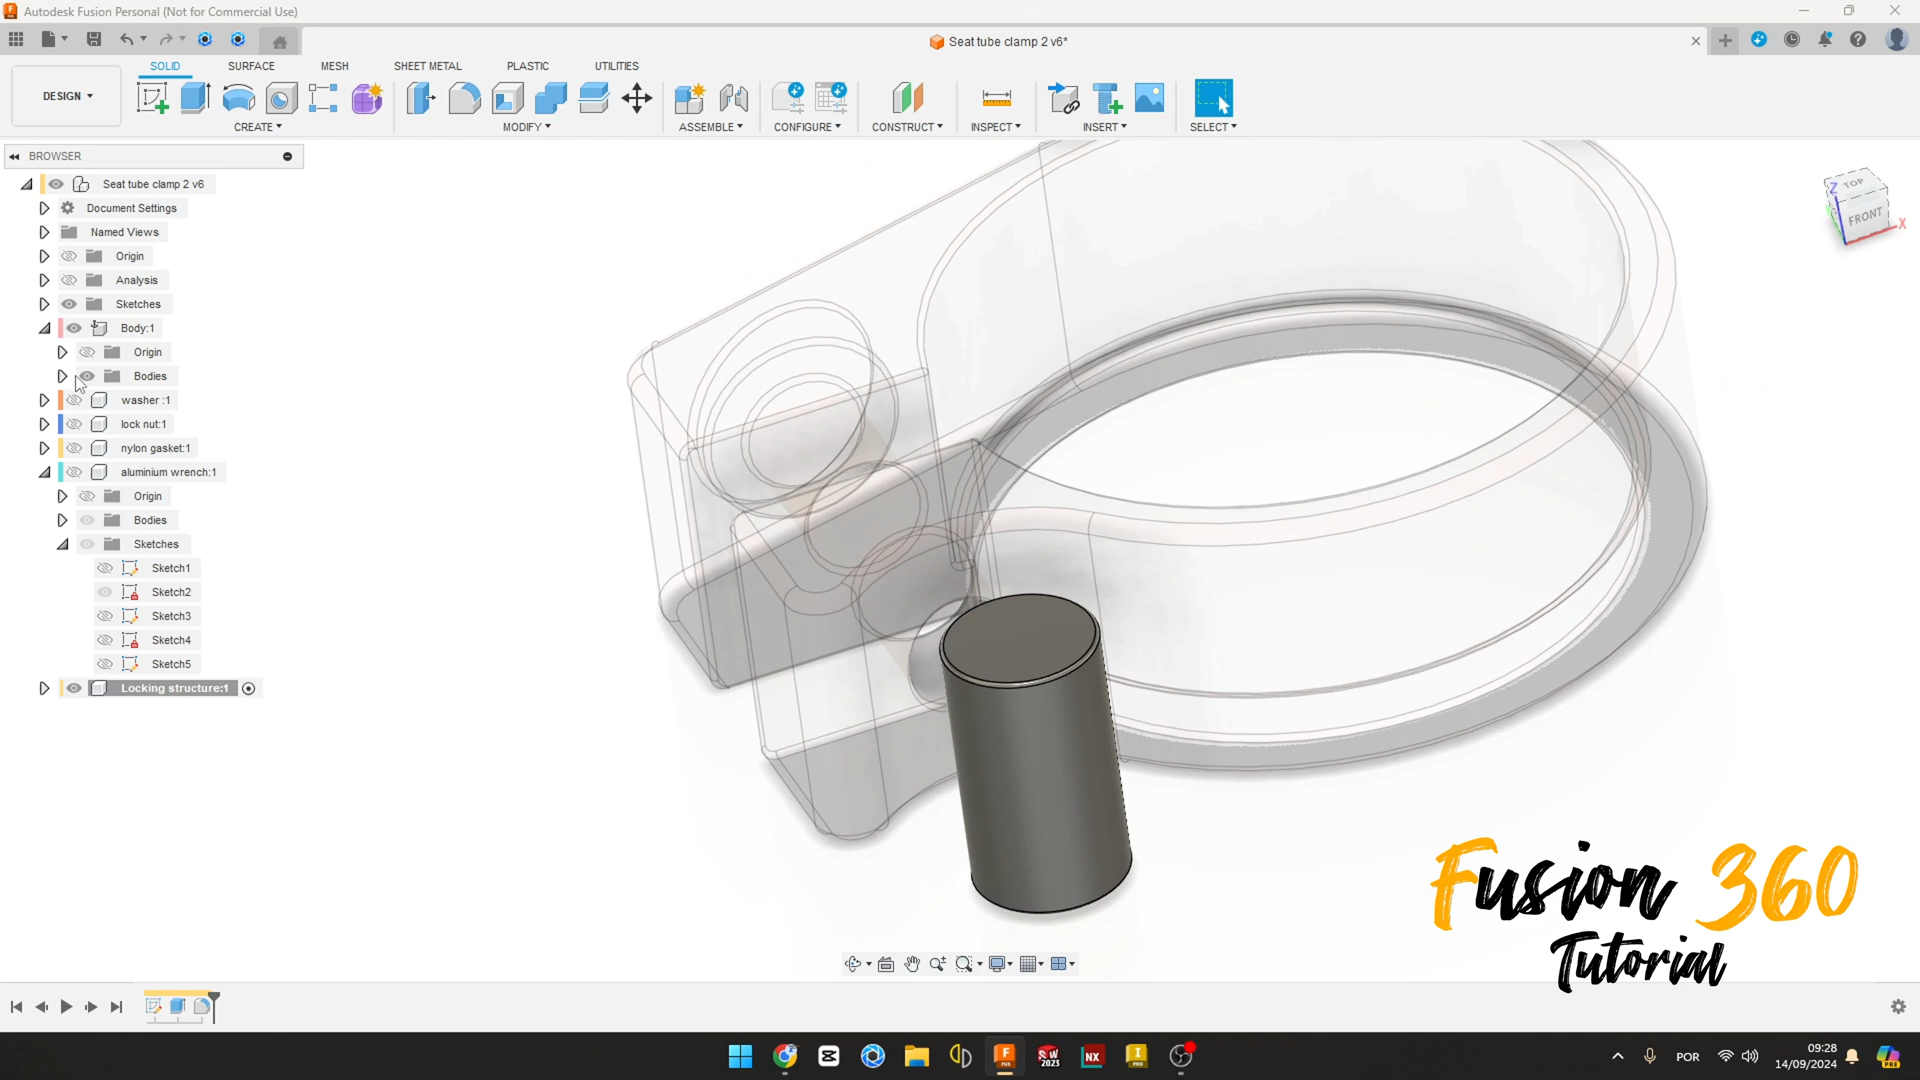 Autodesk Fusion Personal (Not for Commercial Use)
Seat tube clamp 2 v6*
SOLID SURFACE MESH SHEET METAL PLASTIC UTILITIES
DESIGN
CREATE MODIFY ASSEMBLE CONFIGURE CONSTRUCT INSPECT INSERT SELECT
BROWSER
Seat tube clamp 2 v6
Document Settings
Named Views
Origin
Analysis
Sketches
Body:1
Origin
Bodies
washer :1
lock nut:1
nylon gasket:1
aluminium wrench:1
Origin
Bodies
Sketches
Sketch1
Sketch2
Sketch3
Sketch4
Sketch5
Locking structure:1
TOP
FRONT
Z
X
Fusion 360
Tutorial
POR
09:28
14/09/2024